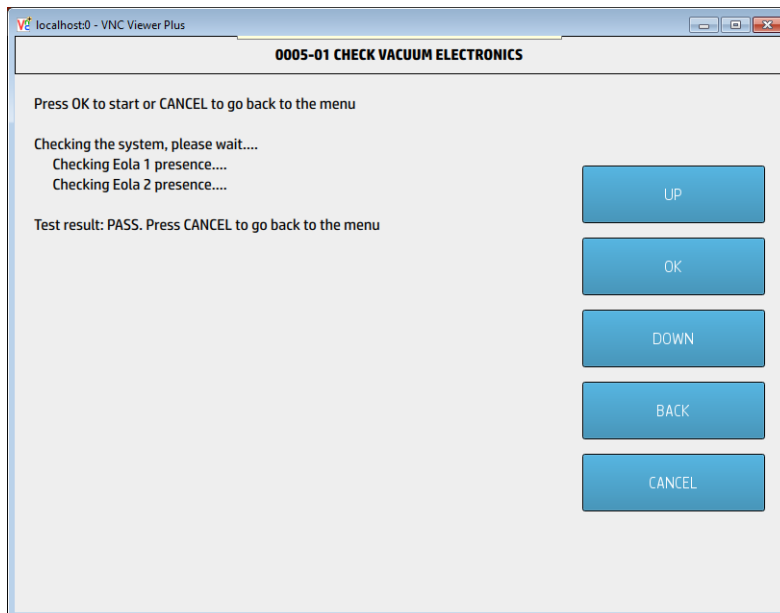 localhost:0 - VNC Viewer Plus
0005-01 CHECK VACUUM ELECTRONICS
Press OK to start or CANCEL to go back to the menu
Checking the system, please wait....
Checking Eola 1 presence....
Checking Eola 2 presence....
Test result: PASS. Press CANCEL to go back to the menu
UP
OK
DOWN
BACK
CANCEL